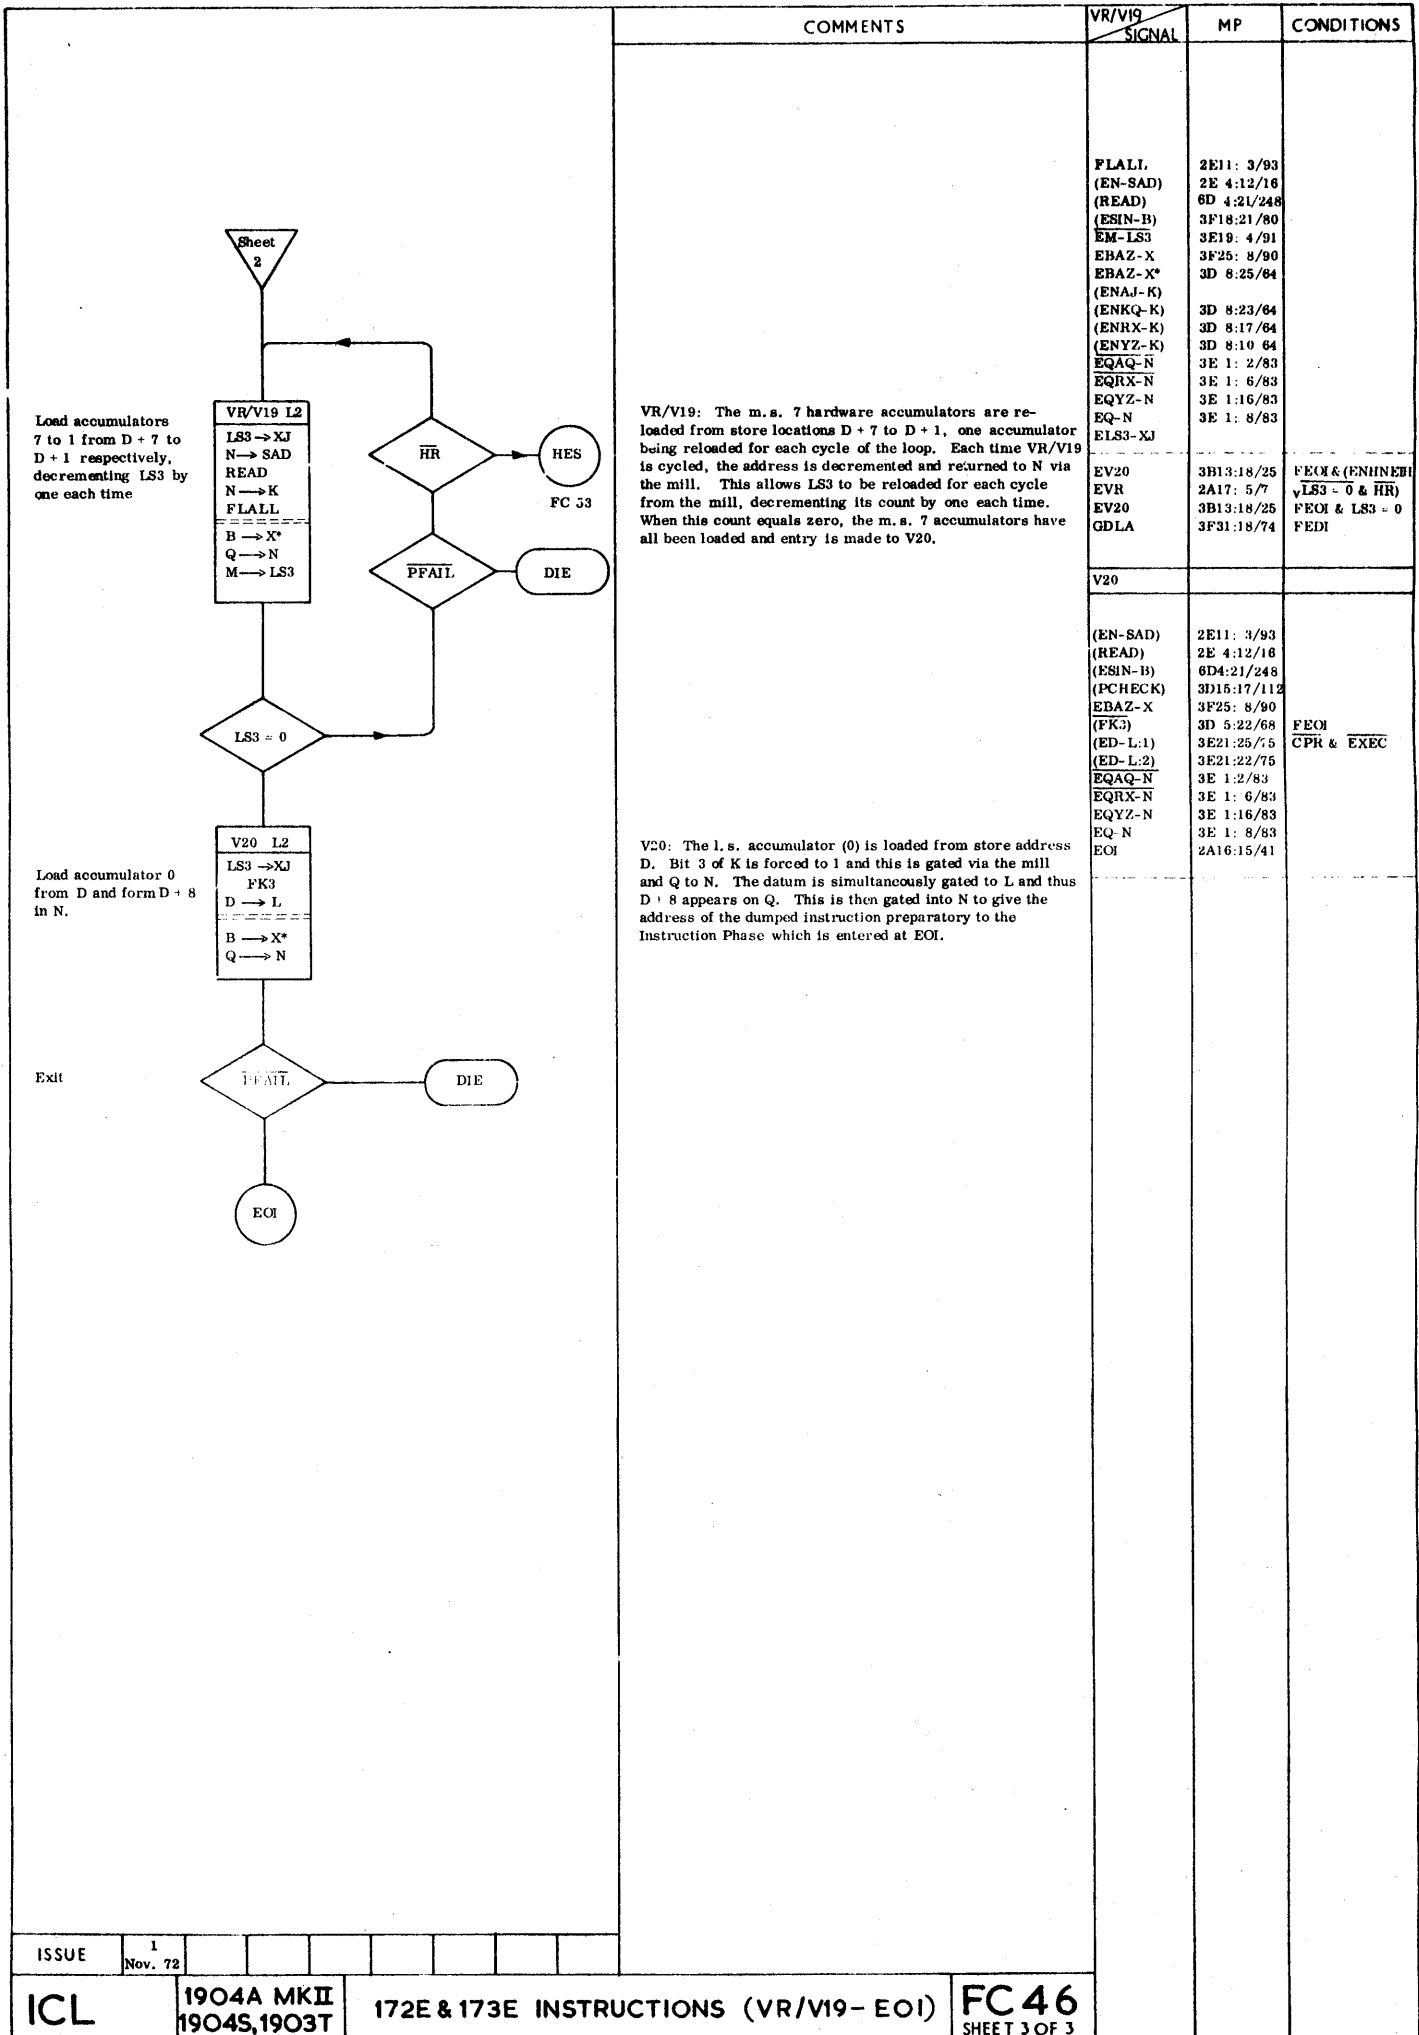 COMMENTS
VR/V19
SIGNAL
MP
CONDITIONS
Sheet
2
Load accumulators
7 to 1 from D + 7 to
D + 1 respectively,
decrementing LS3 by
one each time
VR/V19 L2
LS3 → XJ
N → SAD
READ
N → K
FLALL
B → X*
Q → N
M → LS3
H̅R̅
HES
FC 53
P̅F̅A̅I̅L̅
DIE
LS3 = 0
Load accumulator 0
from D and form D + 8
in N.
V20 L2
LS3 → XJ
FK3
D → L
B → X*
Q → N
Exit
P̅F̅A̅I̅L̅
DIE
EOI
VR/V19: The m.s. 7 hardware accumulators are re-
loaded from store locations D + 7 to D + 1, one accumulator
being reloaded for each cycle of the loop. Each time VR/V19
is cycled, the address is decremented and returned to N via
the mill. This allows LS3 to be reloaded for each cycle
from the mill, decrementing its count by one each time.
When this count equals zero, the m.s. 7 accumulators have
all been loaded and entry is made to V20.
V20: The l.s. accumulator (0) is loaded from store address
D. Bit 3 of K is forced to 1 and this is gated via the mill
and Q to N. The datum is simultaneously gated to L and thus
D + 8 appears on Q. This is then gated into N to give the
address of the dumped instruction preparatory to the
Instruction Phase which is entered at EOI.
FLALL 2E11: 3/93
(EN-SAD) 2E 4:12/16
(READ) 6D 4:21/248
(ESIN-B) 3F18:21/80
E̅M̅-̅L̅S̅3̅ 3E19: 4/91
EBAZ-X 3F25: 8/90
EBAZ-X* 3D 8:25/64
(ENAJ-K)
(ENKQ-K) 3D 8:23/64
(ENRX-K) 3D 8:17/64
(ENYZ-K) 3D 8:10 64
E̅Q̅A̅Q̅-̅N̅ 3E 1: 2/83
E̅Q̅R̅X̅-̅N̅ 3E 1: 6/83
EQYZ-N 3E 1:16/83
EQ-N 3E 1: 8/83
ELS3-XJ
EV20 3B13:18/25 FEOI & (ENHNEBI
EVR 2A17: 5/7 v L̅S̅3̅ ̅=̅ ̅0̅ & H̅R̅)
EV20 3B13:18/25 FEOI & LS3 = 0
GDLA 3F31:18/74 FEDI
V20
(EN-SAD) 2E11: 3/93
(READ) 2E 4:12/16
(ESIN-B) 6D4:21/248
(PCHECK) 3D15:17/112
EBAZ-X 3F25: 8/90
(F̅K̅3̅) 3D 5:22/68 FEOI
(ED-L:1) 3E21:25/75 C̅P̅R̅ & E̅X̅E̅C̅
(ED-L:2) 3E21:22/75
E̅Q̅A̅Q̅-̅N̅ 3E 1:2/83
E̅Q̅R̅X̅-̅N̅ 3E 1: 6/83
EQYZ-N 3E 1:16/83
EQ-N 3E 1: 8/83
EOI 2A16:15/41
ISSUE
1
Nov. 72
ICL
1904A MKII
1904S,1903T
172E & 173E INSTRUCTIONS (VR/V19- EOI)
FC 46
SHEET 3 OF 3